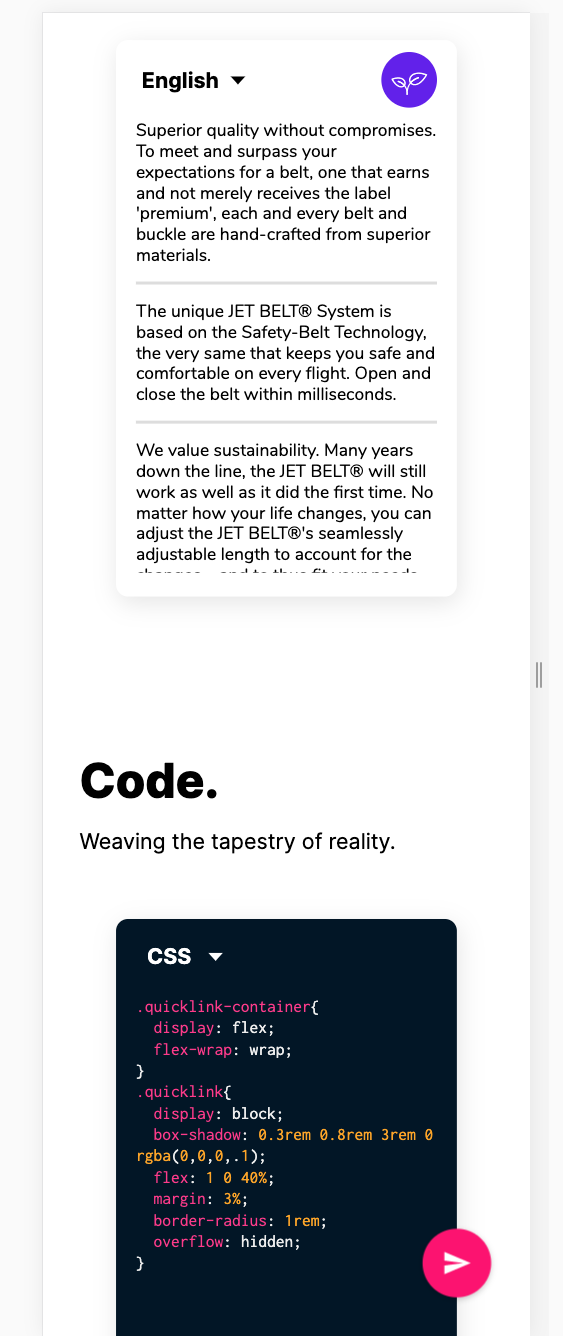 English
Superior quality without compromises.
To meet and surpass your
expectations for a belt, one that earns
and not merely receives the label
'premium', each and every belt and
buckle are hand-crafted from superior
materials.
The unique JET BELT® System is
based on the Safety-Belt Technology,
the very same that keeps you safe and
comfortable on every flight. Open and
close the belt within milliseconds.
We value sustainability. Many years
down the line, the JET BELT® will still
work as well as it did the first time. No
matter how your life changes, you can
adjust the JET BELT®'s seamlessly
adjustable length to account for the
Code.
Weaving the tapestry of reality.
CSS
.quicklink-container{
  display: flex;
  flex-wrap: wrap;
}
.quicklink{
  display: block;
  box-shadow: 0.3rem 0.8rem 3rem 0
rgba(0,0,0,.1);
  flex: 1 0 40%;
  margin: 3%;
  border-radius: 1rem;
  overflow: hidden;
}